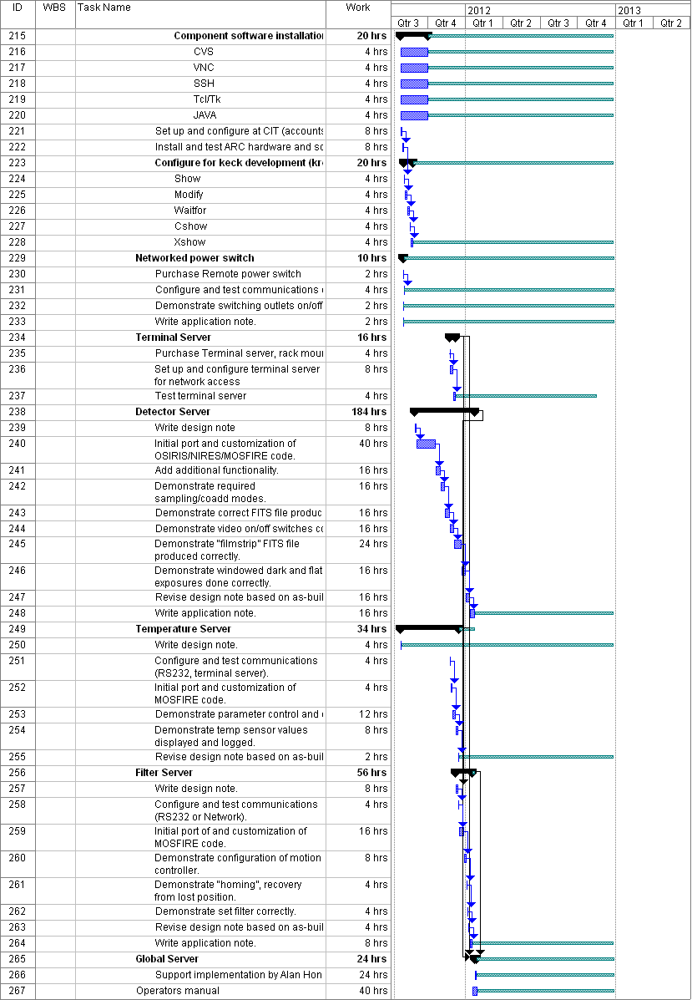 ID WBS Task Name Work 2012 2013
Qtr 3 Qtr 4 Qtr 1 Qtr 2 Qtr 3 Qtr 4 Qtr 1 Qtr 2
215 Component software installation 20 hrs
216 CVS 4 hrs
217 VNC 4 hrs
218 SSH 4 hrs
219 Tcl/Tk 4 hrs
220 JAVA 4 hrs
221 Set up and configure at CIT (accounts 8 hrs
222 Install and test ARC hardware and sc 8 hrs
223 Configure for keck development (kr 20 hrs
224 Show 4 hrs
225 Modify 4 hrs
226 Waitfor 4 hrs
227 Cshow 4 hrs
228 Xshow 4 hrs
229 Networked power switch 10 hrs
230 Purchase Remote power switch 2 hrs
231 Configure and test communications 4 hrs
232 Demonstrate switching outlets on/off 2 hrs
233 Write application note. 2 hrs
234 Terminal Server 16 hrs
235 Purchase Terminal server, rack mou 4 hrs
236 Set up and configure terminal server 8 hrs
for network access
237 Test terminal server 4 hrs
238 Detector Server 184 hrs
239 Write design note 8 hrs
240 Initial port and customization of 40 hrs
OSIRIS/NIRES/MOSFIRE code.
241 Add additional functionality. 16 hrs
242 Demonstrate required 16 hrs
sampling/coadd modes.
243 Demonstrate correct FITS file produc 16 hrs
244 Demonstrate video on/off switches cc 16 hrs
245 Demonstrate "filmstrip" FITS file 24 hrs
produced correctly.
246 Demonstrate windowed dark and flat 16 hrs
exposures done correctly.
247 Revise design note based on as-buil 16 hrs
248 Write application note. 16 hrs
249 Temperature Server 34 hrs
250 Write design note. 4 hrs
251 Configure and test communications 4 hrs
(RS232, terminal server).
252 Initial port and customization of 4 hrs
MOSFIRE code.
253 Demonstrate parameter control and 12 hrs
254 Demonstrate temp sensor values 8 hrs
displayed and logged.
255 Revise design note based on as-buil 2 hrs
256 Filter Server 56 hrs
257 Write design note. 8 hrs
258 Configure and test communications 4 hrs
(RS232 or Network).
259 Initial port of and customization of 16 hrs
MOSFIRE code.
260 Demonstrate configuration of motion 8 hrs
controller.
261 Demonstrate "homing", recovery 4 hrs
from lost position.
262 Demonstrate set filter correctly. 4 hrs
263 Revise design note based on as-buil 4 hrs
264 Write application note. 8 hrs
265 Global Server 24 hrs
266 Support implementation by Alan Hon 24 hrs
267 Operators manual 40 hrs